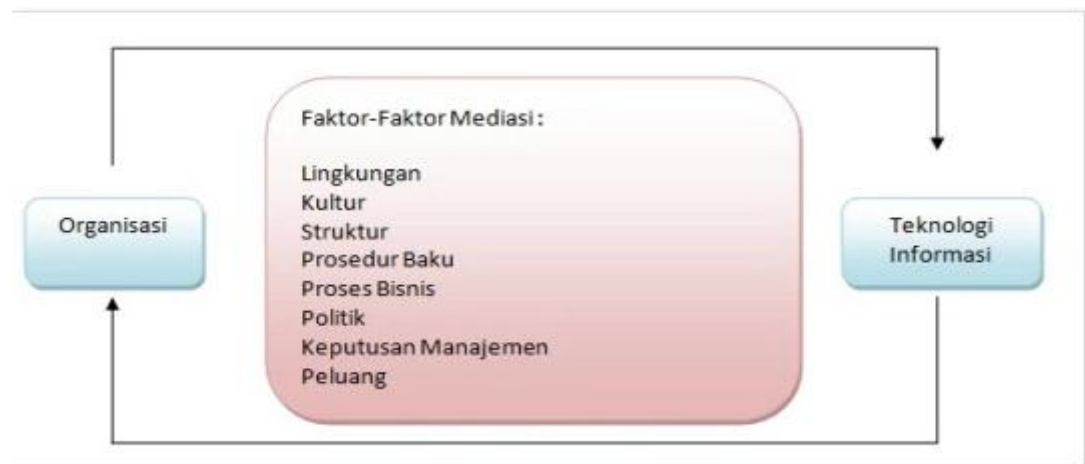 Faktor-Faktor Mediasi :
Lingkungan
Kultur
Struktur
Prosedur Baku
Proses Bisnis
Politik
Keputusan Manajemen
Peluang
Organisasi
Teknologi
Informasi